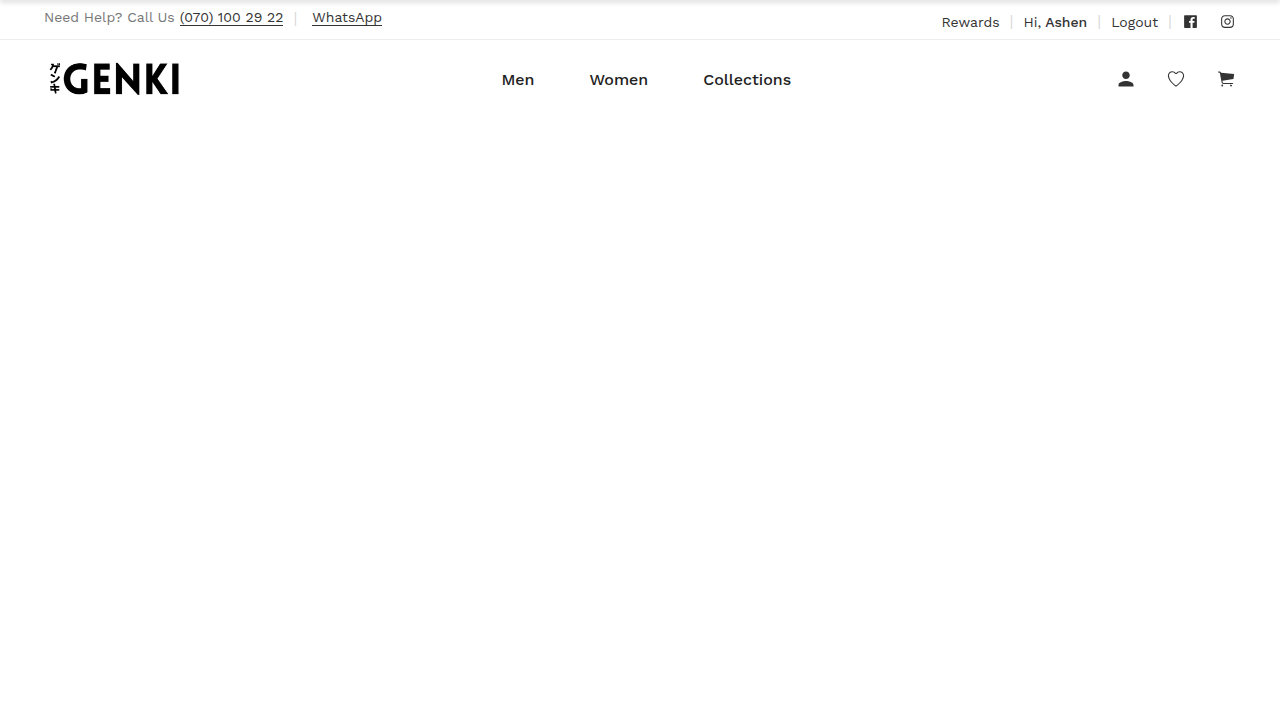 Need Help? Call Us (070) 100 29 22 | WhatsApp
Rewards | Hi, Ashen | Logout |
ゲンキ GENKI
Men Women Collections